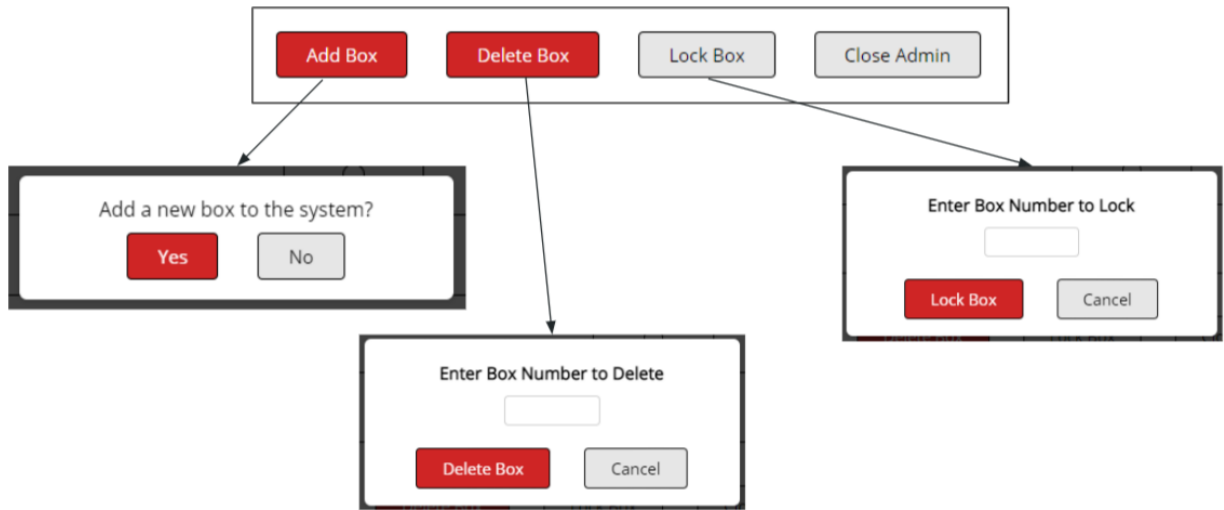 Add Box Delete Box Lock Box Close Admin
Add a new box to the system?
Yes No
Enter Box Number to Lock
Lock Box Cancel
Enter Box Number to Delete
Delete Box Cancel